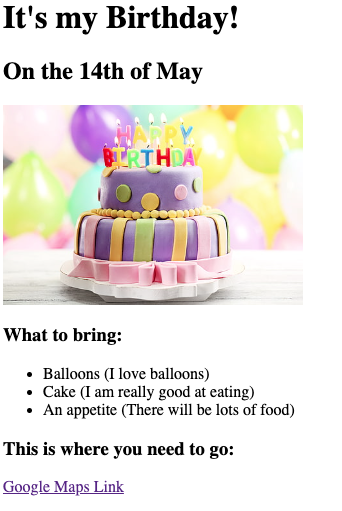 It's my Birthday!
On the 14th of May
HAPPY
BIRTHDAY
What to bring:
Balloons (I love balloons)
Cake (I am really good at eating)
An appetite (There will be lots of food)
This is where you need to go:
Google Maps Link